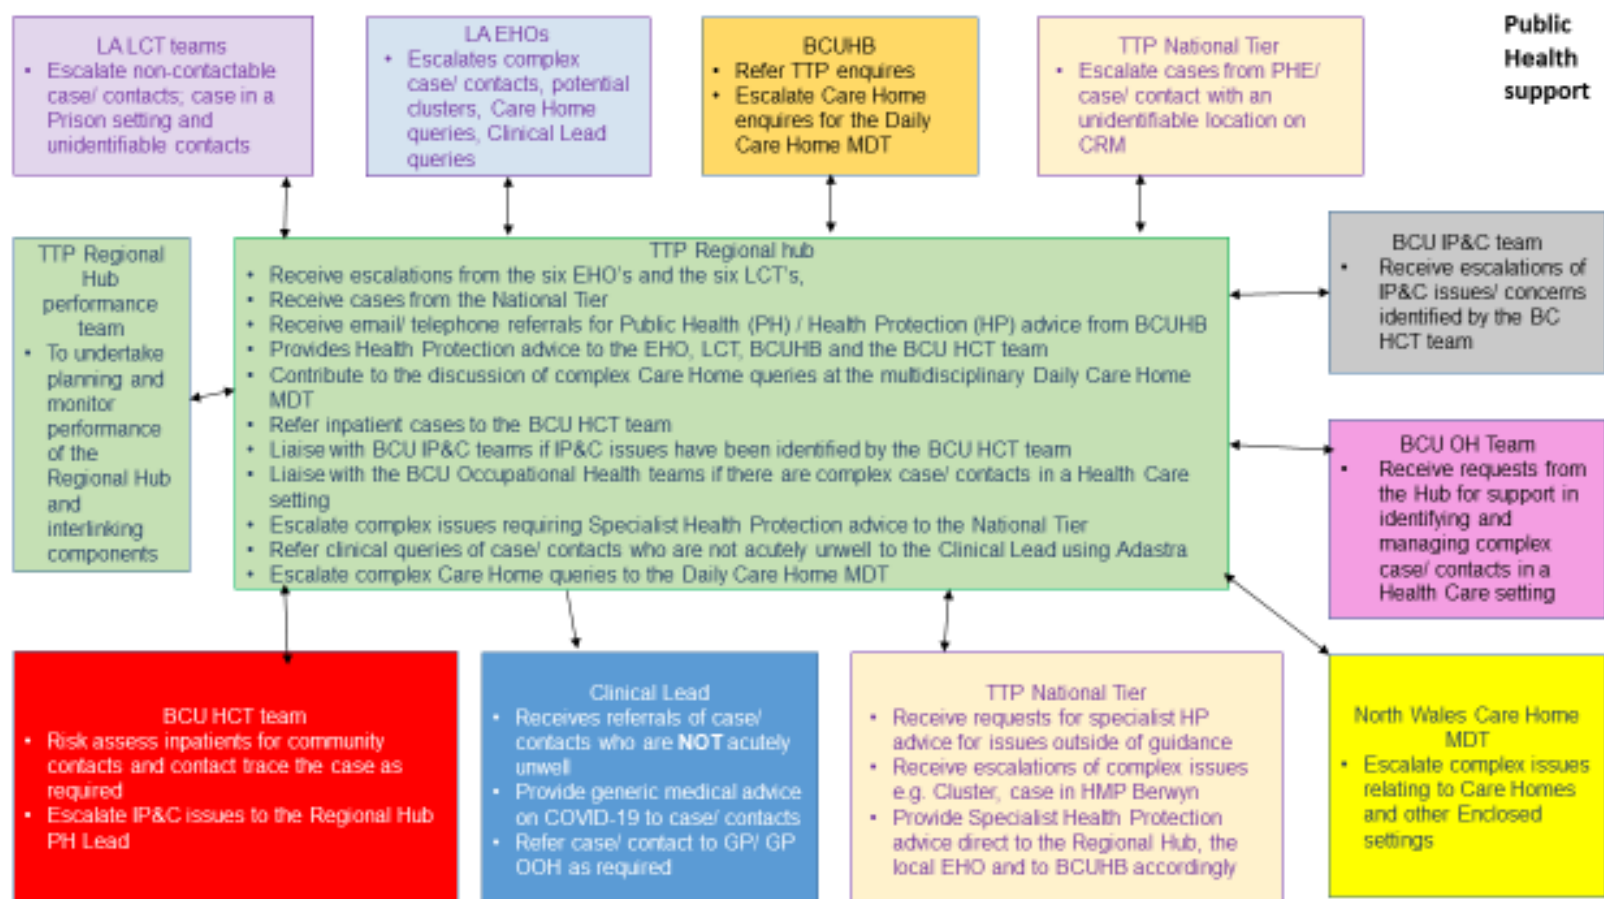 LA LCT teams
• Escalate non-contactable
case/ contacts; case in a
Prison setting and
unidentifiable contacts
LA EHOs
• Escalates complex
case/ contacts, potential
clusters, Care Home
queries, Clinical Lead
queries
BCUHB
• Refer TTP enquires
• Escalate Care Home
enquires for the Daily
Care Home MDT
TTP National Tier
• Escalate cases from PHE/
case/ contact with an
unidentifiable location on
CRM
Public
Health
support
TTP Regional
Hub
performance
team
• To undertake
planning and
monitor
performance
of the
Regional Hub
and
interlinking
components
TTP Regional hub
• Receive escalations from the six EHO's and the six LCT's,
• Receive cases from the National Tier
• Receive email/ telephone referrals for Public Health (PH) / Health Protection (HP) advice from BCUHB
• Provides Health Protection advice to the EHO, LCT, BCUHB and the BCU HCT team
• Contribute to the discussion of complex Care Home queries at the multidisciplinary Daily Care Home
MDT
• Refer inpatient cases to the BCU HCT team
• Liaise with BCU IP&C teams if IP&C issues have been identified by the BCU HCT team
• Liaise with the BCU Occupational Health teams if there are complex case/ contacts in a Health Care
setting
• Escalate complex issues requiring Specialist Health Protection advice to the National Tier
• Refer clinical queries of case/ contacts who are not acutely unwell to the Clinical Lead using Adastra
• Escalate complex Care Home queries to the Daily Care Home MDT
BCU IP&C team
• Receive escalations of
IP&C issues/ concerns
identified by the BC
HCT team
BCU OH Team
• Receive requests from
the Hub for support in
identifying and
managing complex
case/ contacts in a
Health Care setting
BCU HCT team
• Risk assess inpatients for community
contacts and contact trace the case as
required
• Escalate IP&C issues to the Regional Hub
PH Lead
Clinical Lead
• Receives referrals of case/
contacts who are NOT acutely
unwell
• Provide generic medical advice
on COVID-19 to case/ contacts
• Refer case/ contact to GP/ GP
OOH as required
TTP National Tier
• Receive requests for specialist HP
advice for issues outside of guidance
• Receive escalations of complex issues
e.g. Cluster, case in HMP Berwyn
• Provide Specialist Health Protection
advice direct to the Regional Hub, the
local EHO and to BCUHB accordingly
North Wales Care Home
MDT
• Escalate complex issues
relating to Care Homes
and other Enclosed
settings